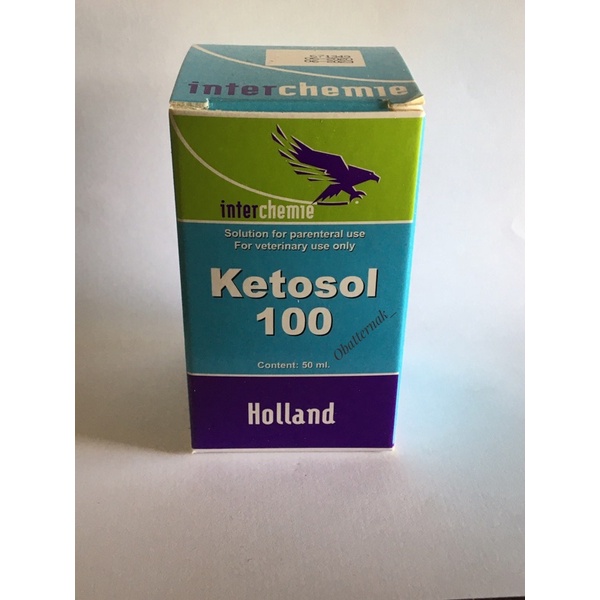 interchemie
interchemie
Solution for parenteral use
For veterinary use only
Ketosol
100
Obatternak_
Content: 50 ml.
Holland